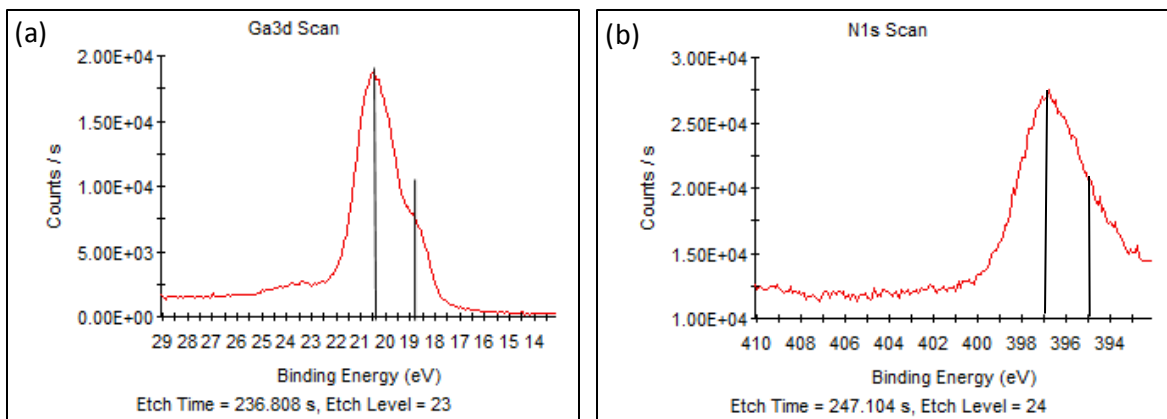 (a)
Ga3d Scan
2.00E+04
1.50E+04
1.00E+04
5.00E+03
0.00E+00
Counts / s
29 28 27 26 25 24 23 22 21 20 19 18 17 16 15 14
Binding Energy (eV)
Etch Time = 236.808 s, Etch Level = 23
(b)
N1s Scan
3.00E+04
2.50E+04
2.00E+04
1.50E+04
1.00E+04
Counts / s
410 408 406 404 402 400 398 396 394
Binding Energy (eV)
Etch Time = 247.104 s, Etch Level = 24